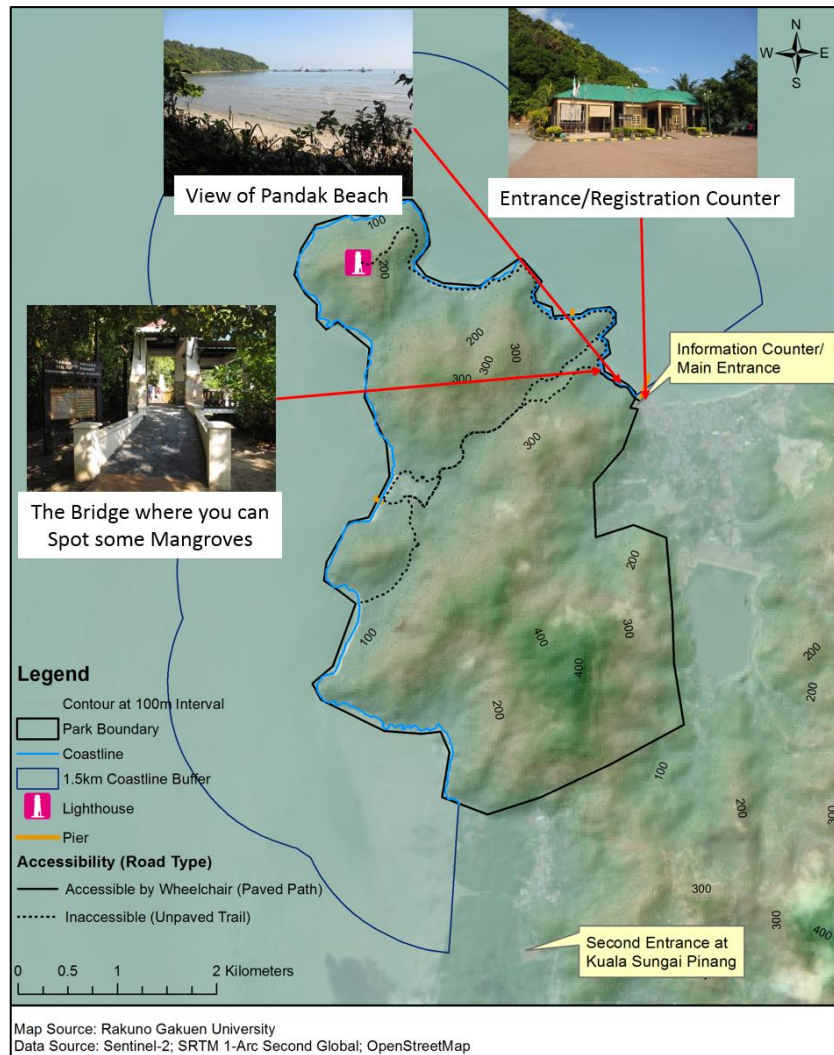 N
W E
S
View of Pandak Beach
Entrance/Registration Counter
100
200
Information Counter/
Main Entrance
200
300
300
300
300
The Bridge where you can
Spot some Mangroves
200
100
300
400
400
200
200
200
100
200
300
300
300
400
Legend
Contour at 100m Interval
Park Boundary
Coastline
1.5km Coastline Buffer
Lighthouse
Pier
Accessibility (Road Type)
Accessible by Wheelchair (Paved Path)
Inaccessible (Unpaved Trail)
Second Entrance at
Kuala Sungai Pinang
0 0.5 1 2 Kilometers
Map Source: Rakuno Gakuen University
Data Source: Sentinel-2; SRTM 1-Arc Second Global; OpenStreetMap